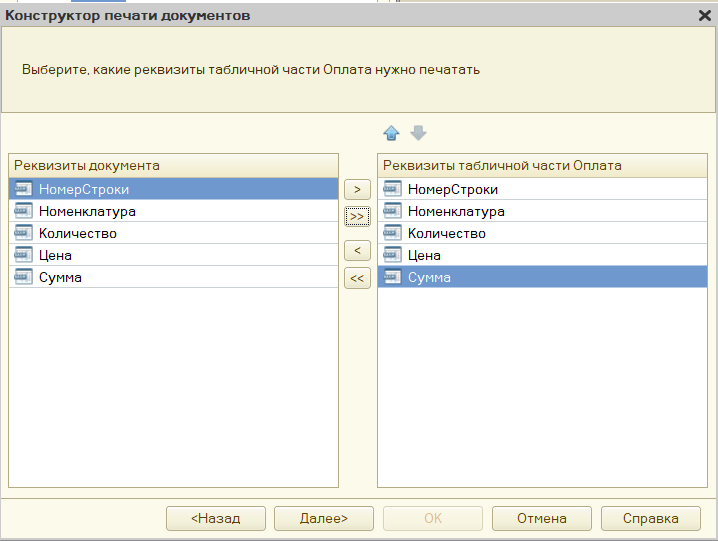 Конструктор печати документов
Выберите, какие реквизиты табличной части Оплата нужно печатать
Реквизиты документа
НомерСтроки
Номенклатура
Количество
Цена
Сумма
>
>>
<
<<
Реквизиты табличной части Оплата
НомерСтроки
Номенклатура
Количество
Цена
Сумма
<Назад
Далее>
ОК
Отмена
Справка